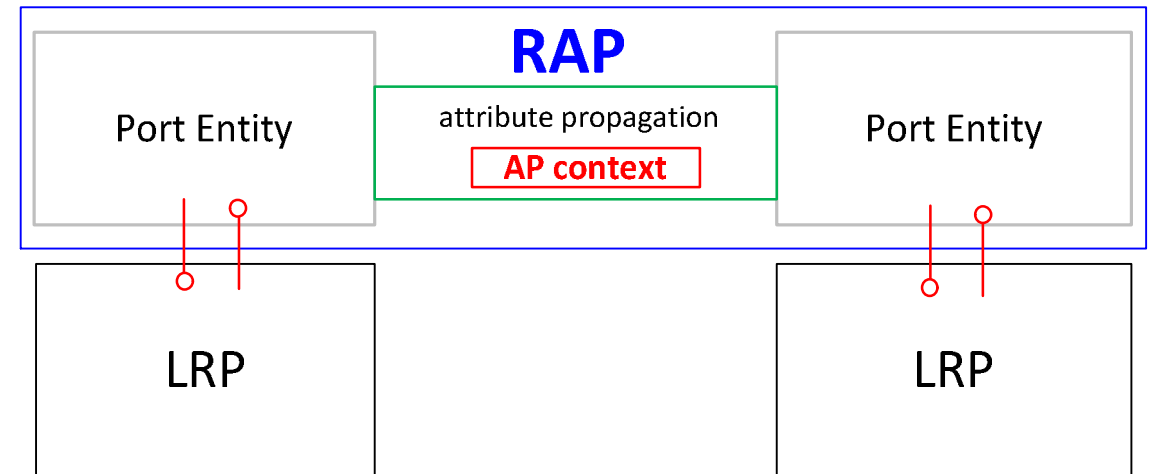 RAP
Port Entity
attribute propagation
AP context
Port Entity
LRP
LRP